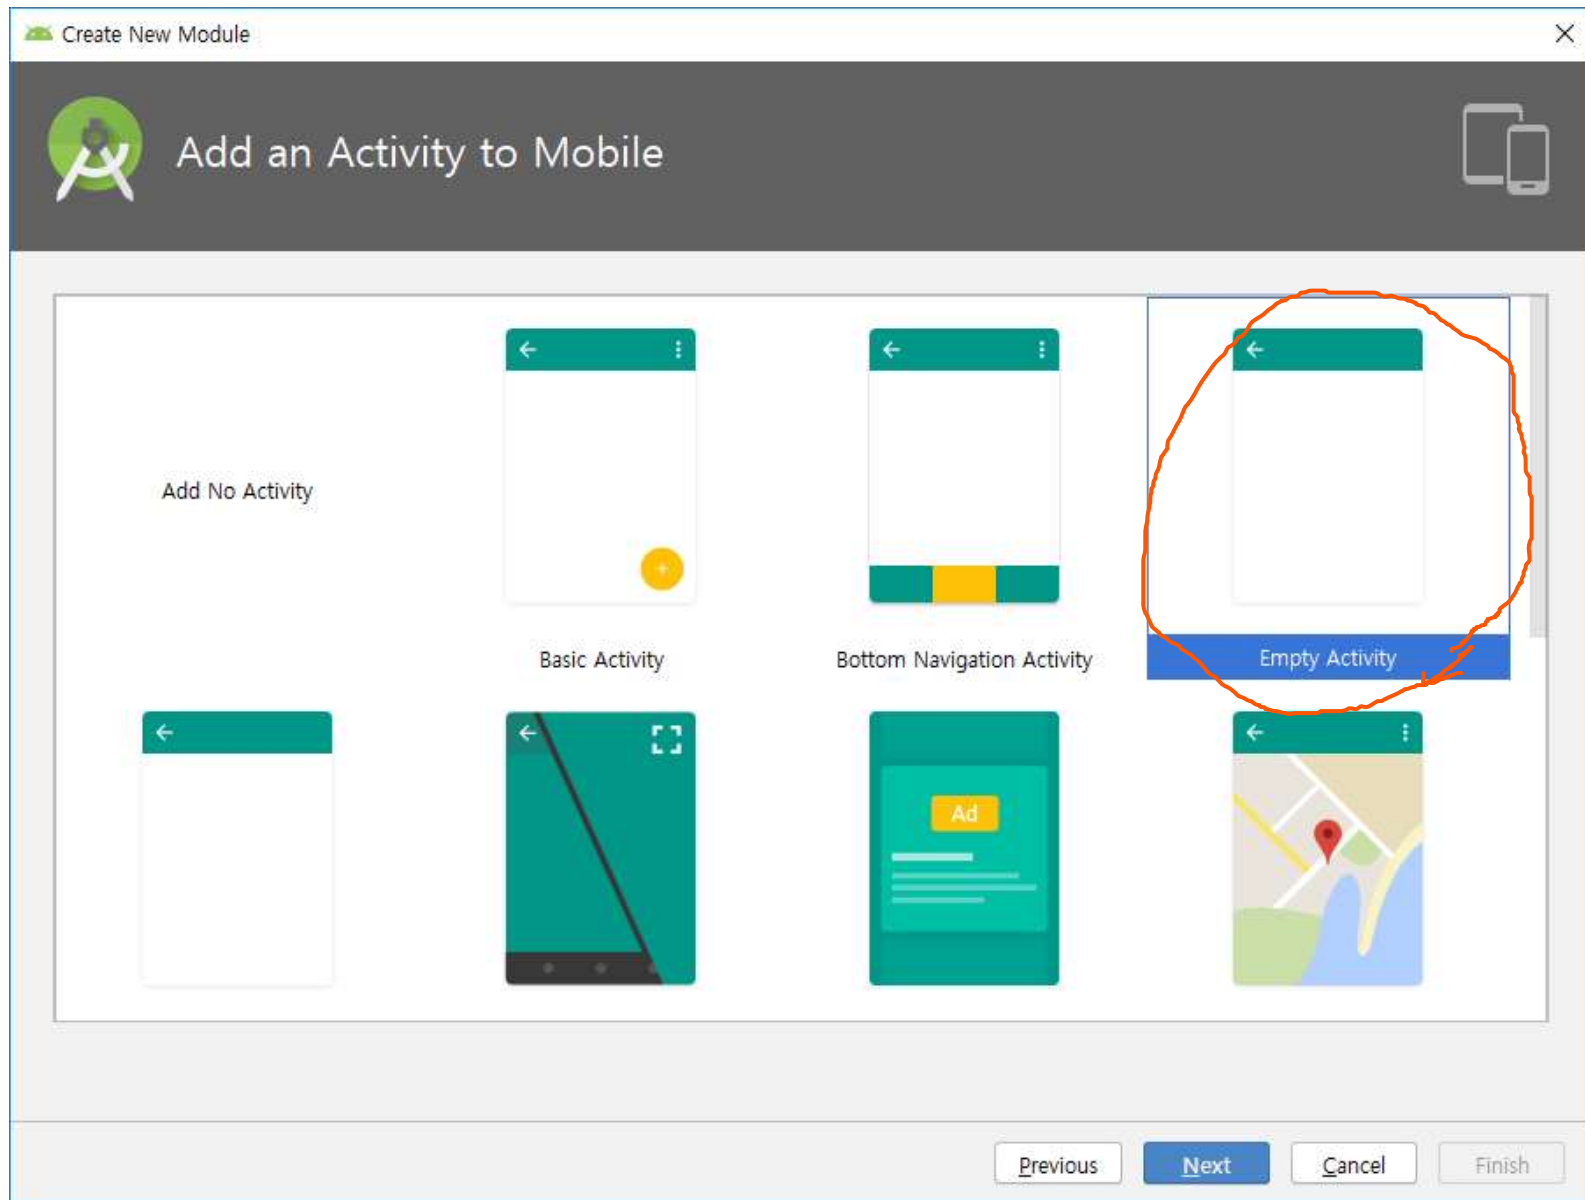 Create New Module
Add an Activity to Mobile
Add No Activity
Basic Activity
Bottom Navigation Activity
Empty Activity
Ad
Previous
Next
Cancel
Finish